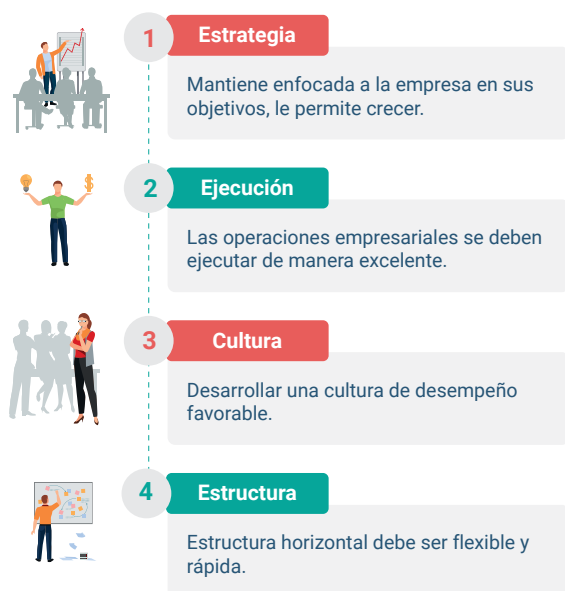 1
Estrategia
Mantiene enfocada a la empresa en sus
objetivos, le permite crecer.
2
Ejecución
Las operaciones empresariales se deben
ejecutar de manera excelente.
3
Cultura
Desarrollar una cultura de desempeño
favorable.
4
Estructura
Estructura horizontal debe ser flexible y
rápida.